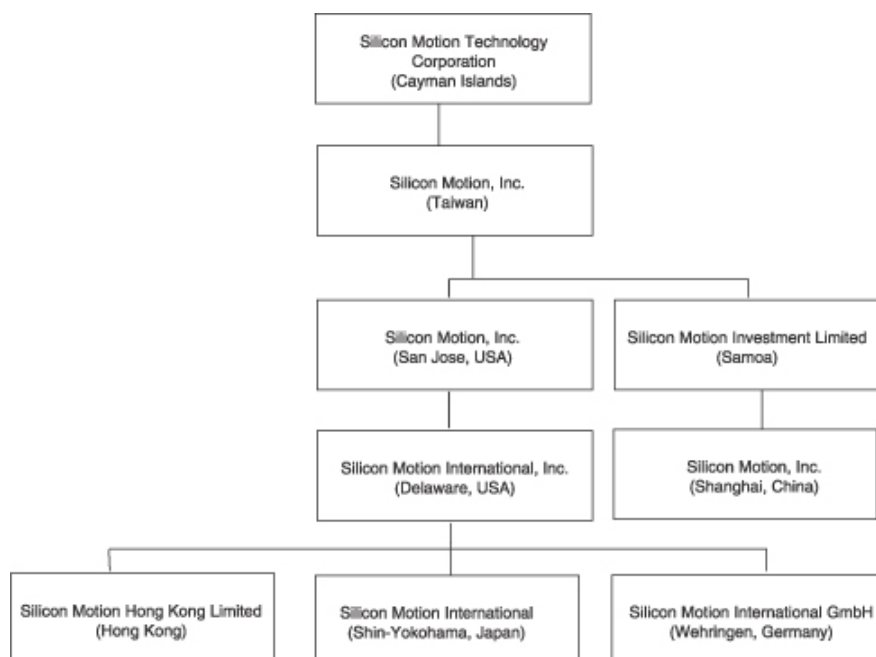 Silicon Motion Technology
Corporation
(Cayman Islands)
Silicon Motion, Inc.
(Taiwan)
Silicon Motion, Inc.
(San Jose, USA)
Silicon Motion Investment Limited
(Samoa)
Silicon Motion International, Inc.
(Delaware, USA)
Silicon Motion, Inc.
(Shanghai, China)
Silicon Motion Hong Kong Limited
(Hong Kong)
Silicon Motion International
(Shin-Yokohama, Japan)
Silicon Motion International GmbH
(Wehringen, Germany)